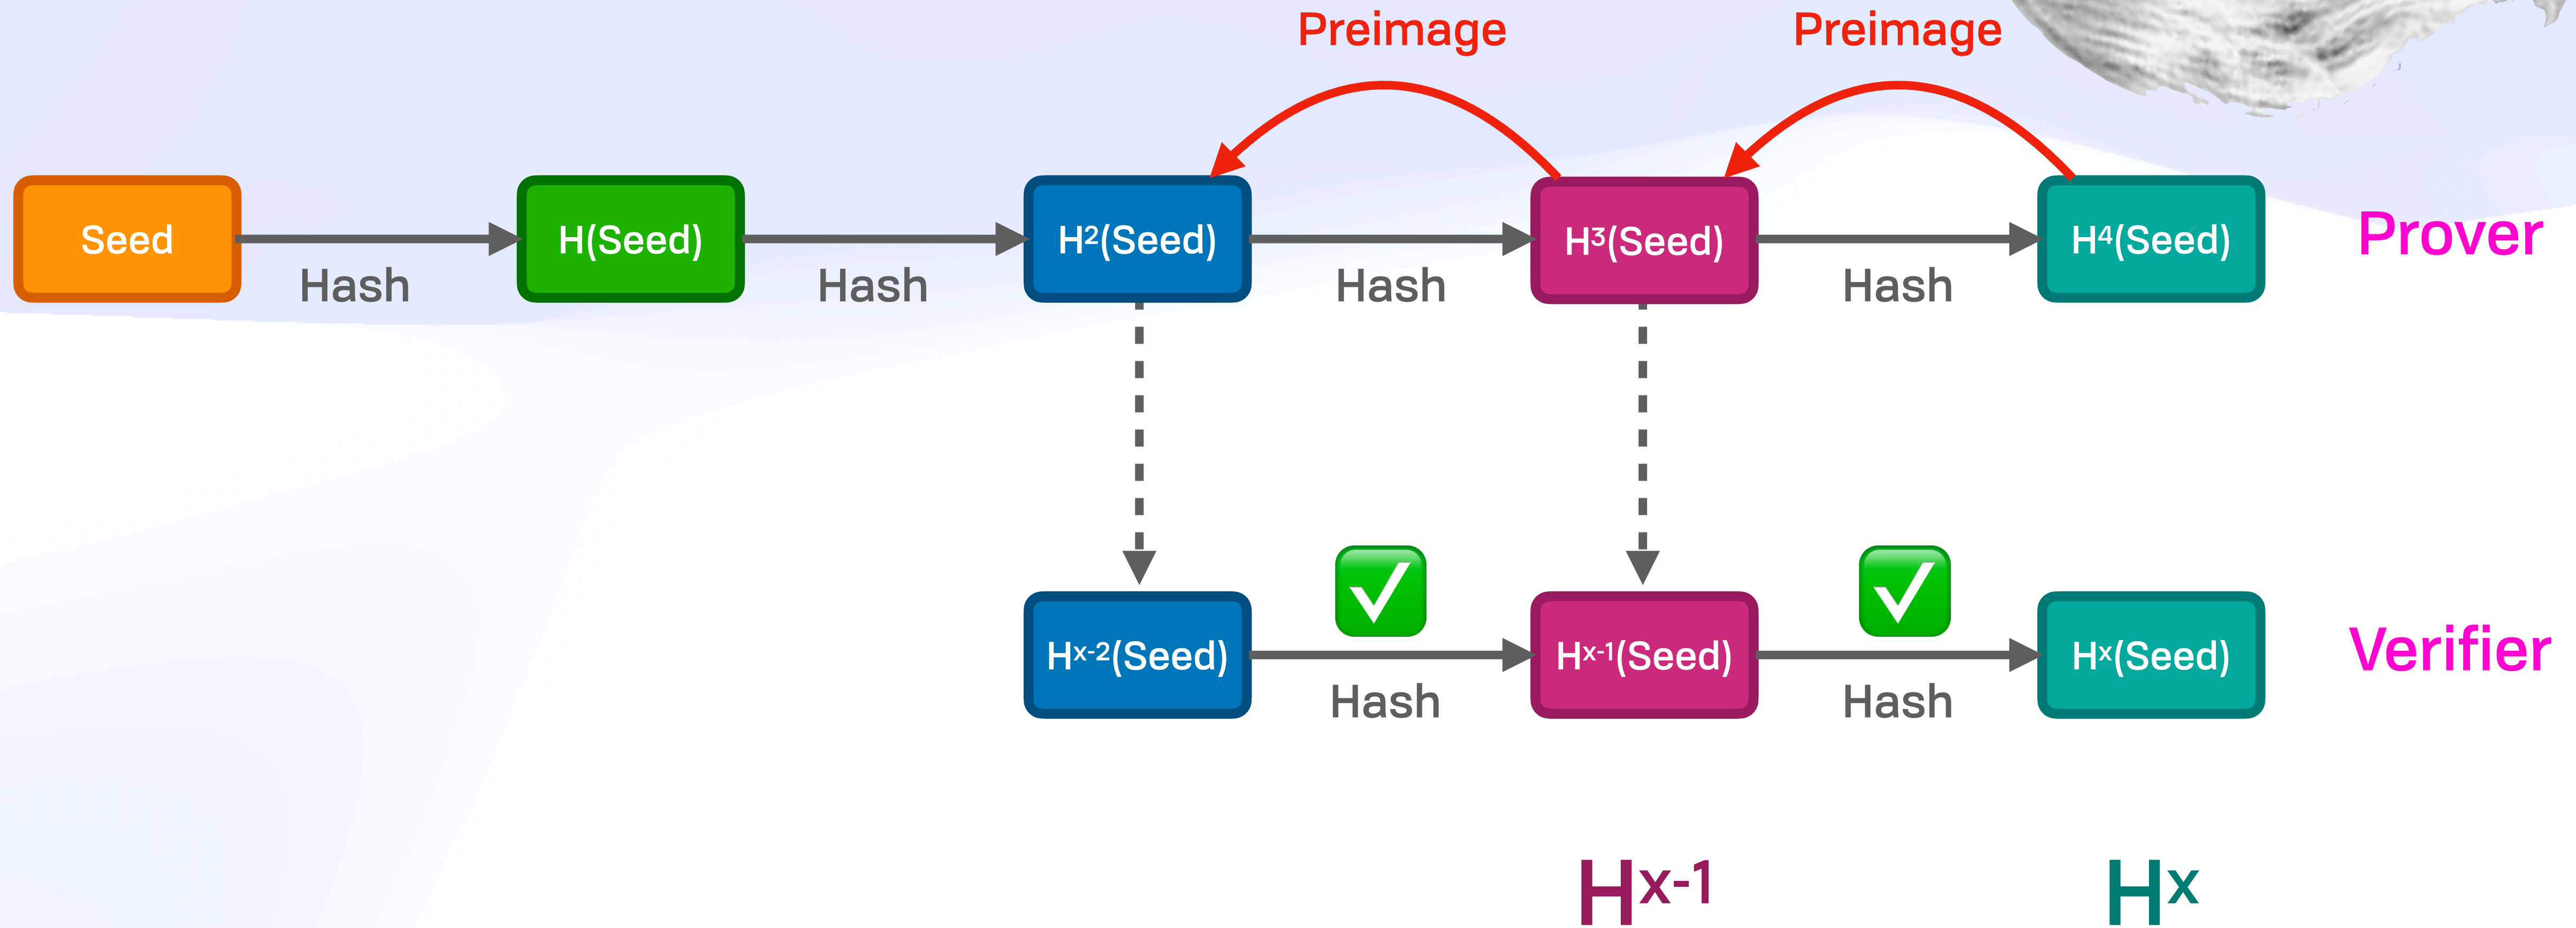 Preimage
Preimage
Seed
H(Seed)
H²(Seed)
H³(Seed)
H⁴(Seed)
Prover
Hash
Hash
Hash
Hash
Hˣ⁻²(Seed)
Hˣ⁻¹(Seed)
Hˣ(Seed)
Verifier
Hash
Hash
Hˣ⁻¹
Hˣ